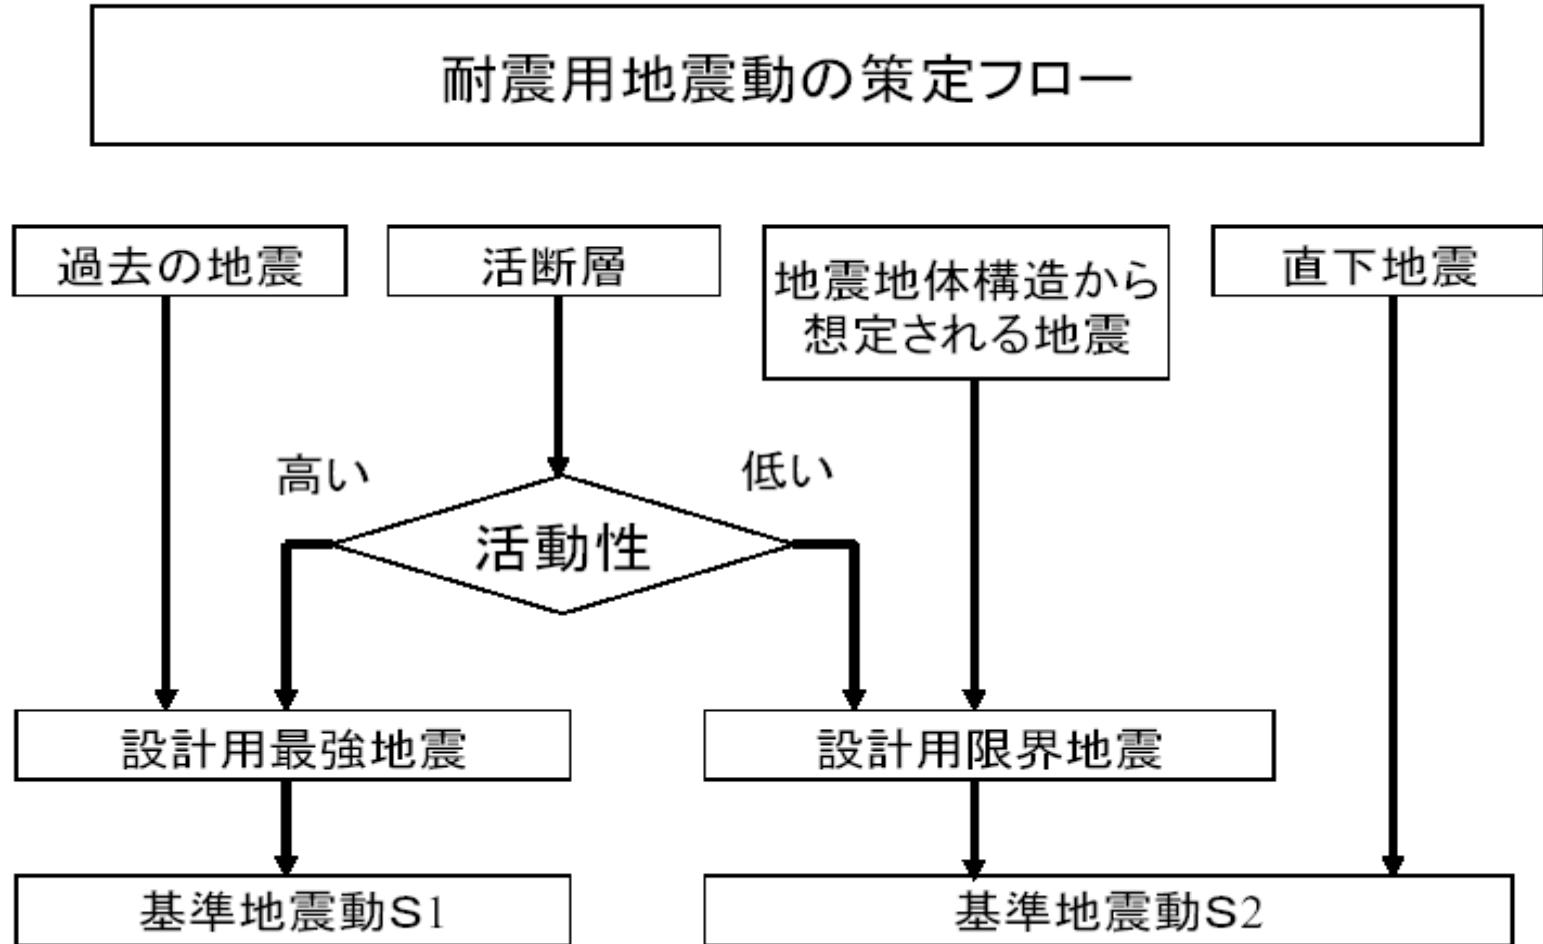 耐震用地震動の策定フロー
過去の地震
活断層
地震地体構造から
想定される地震
直下地震
高い
低い
活動性
設計用最強地震
設計用限界地震
基準地震動S1
基準地震動S2